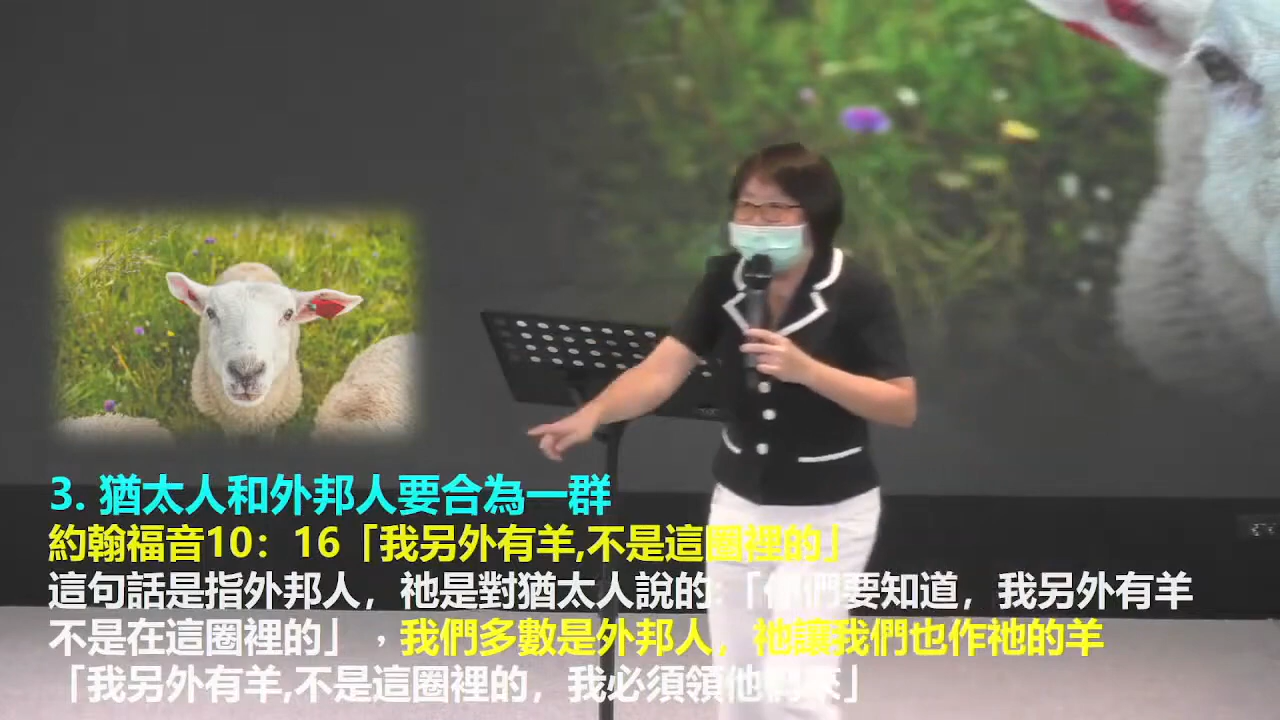 3. 猶太人和外邦人要合為一群
約翰福音10：16「我另外有羊,不是這圈裡的」
這句話是指外邦人，祂是對猶太人說的:「你們要知道，我另外有羊
不是在這圈裡的」，我們多數是外邦人，祂讓我們也作祂的羊
「我另外有羊,不是這圈裡的，我必須領他們來」